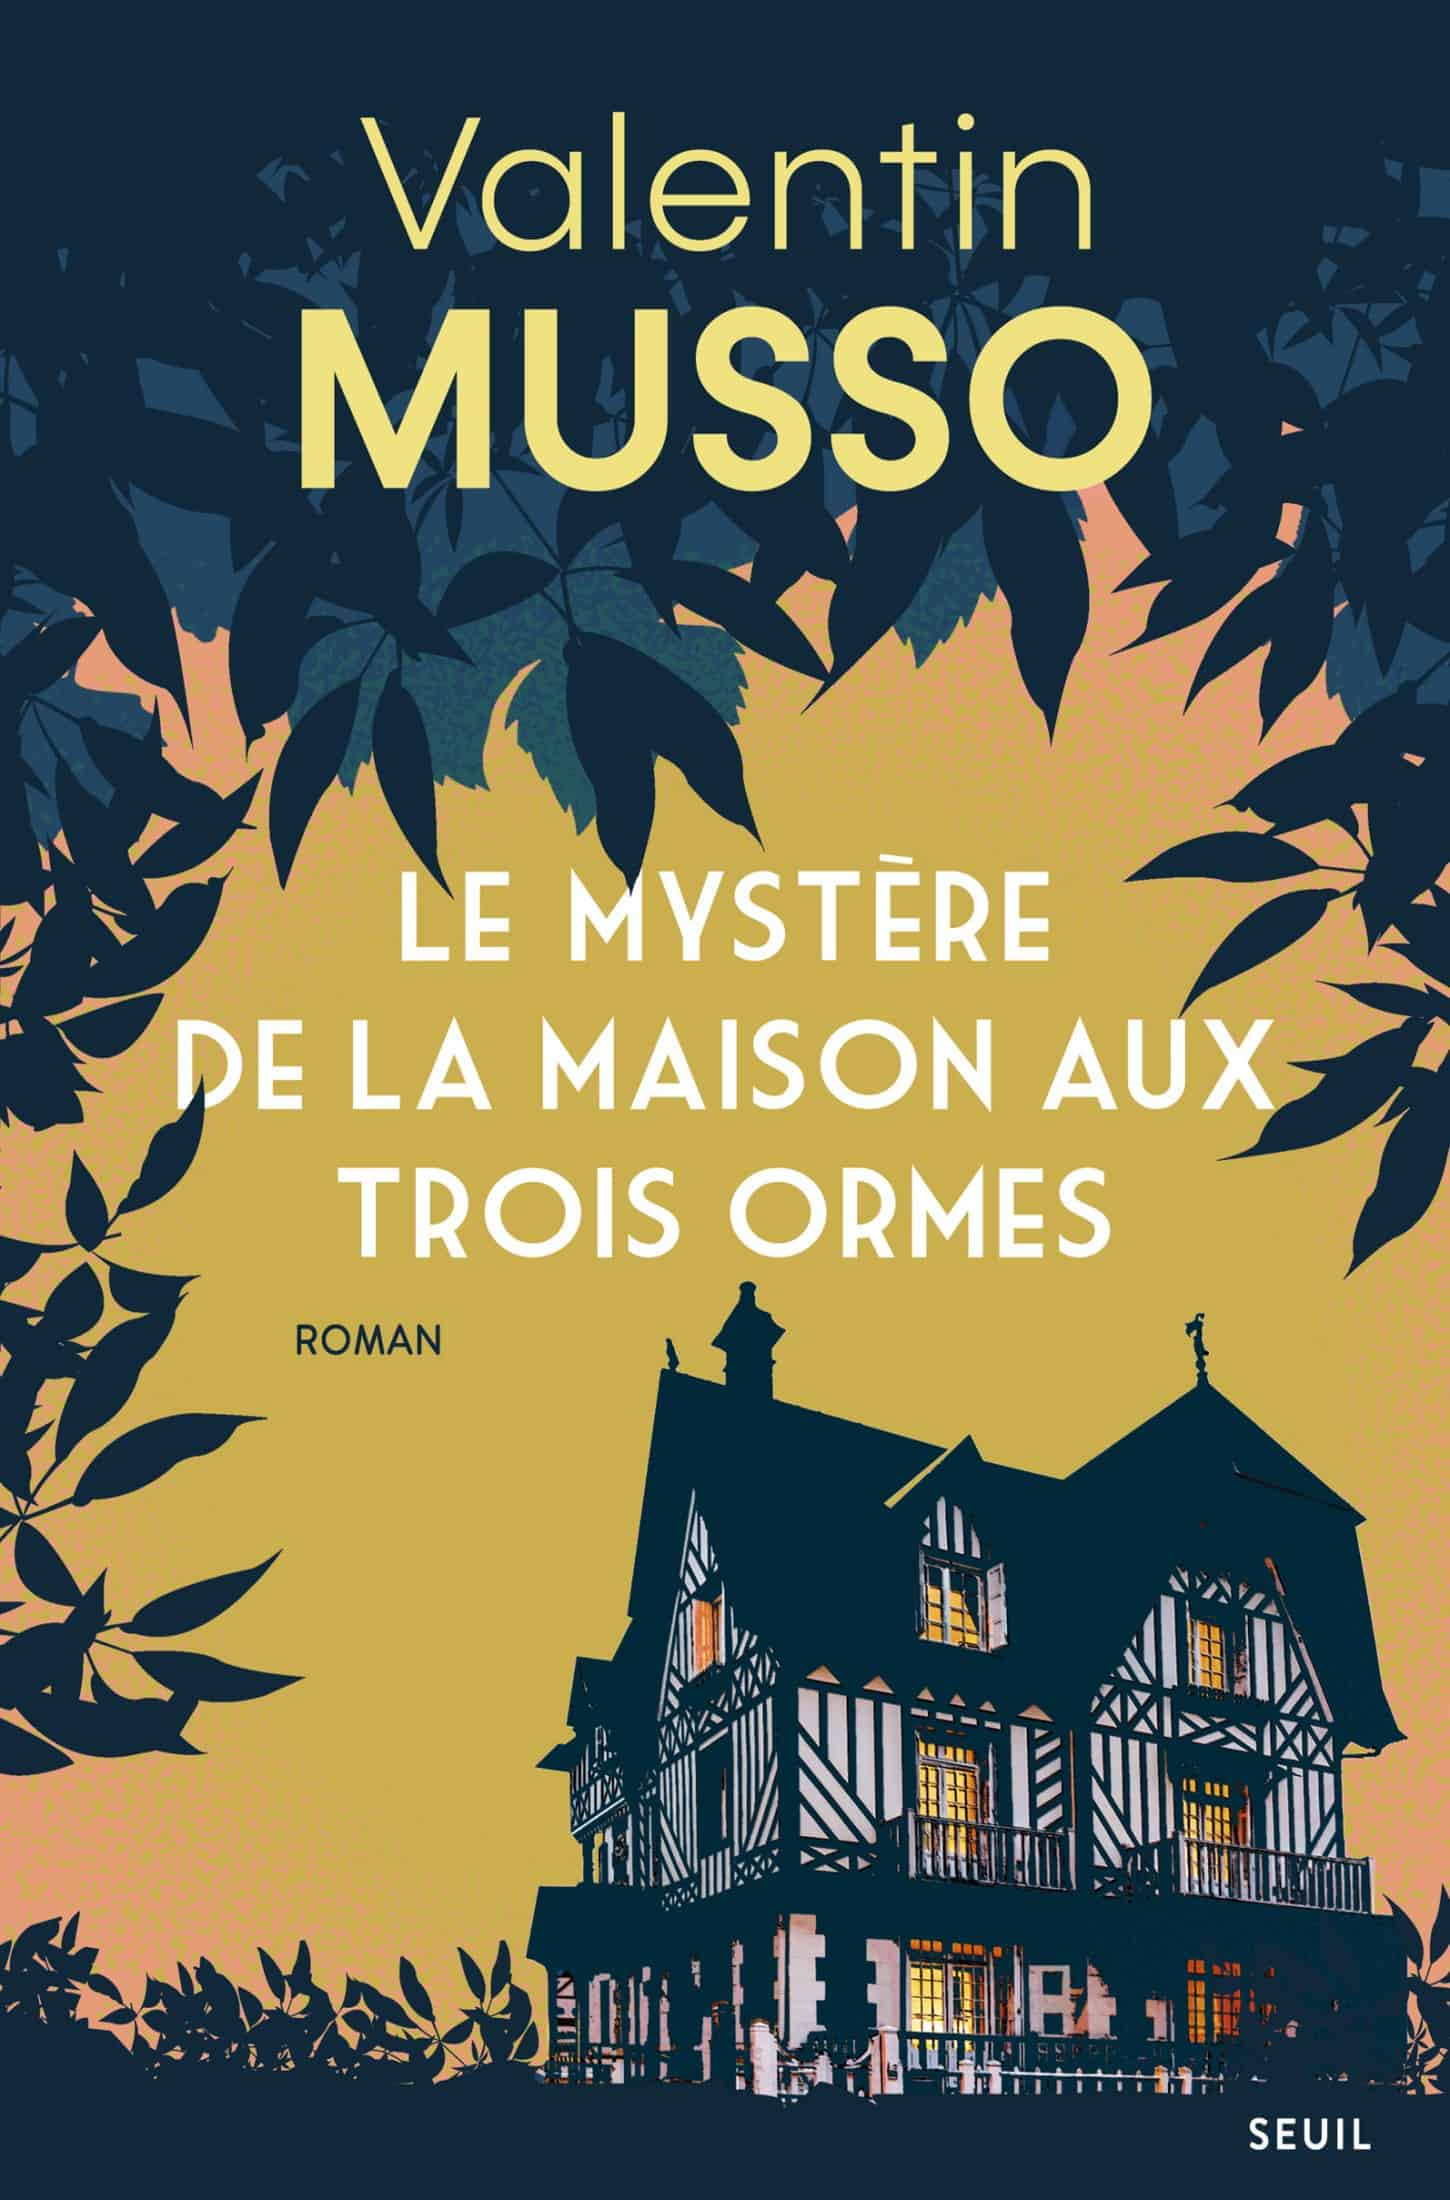 Valentin
MUSSO
LE MYSTÈRE
DE LA MAISON AUX
TROIS ORMES
ROMAN
SEUIL